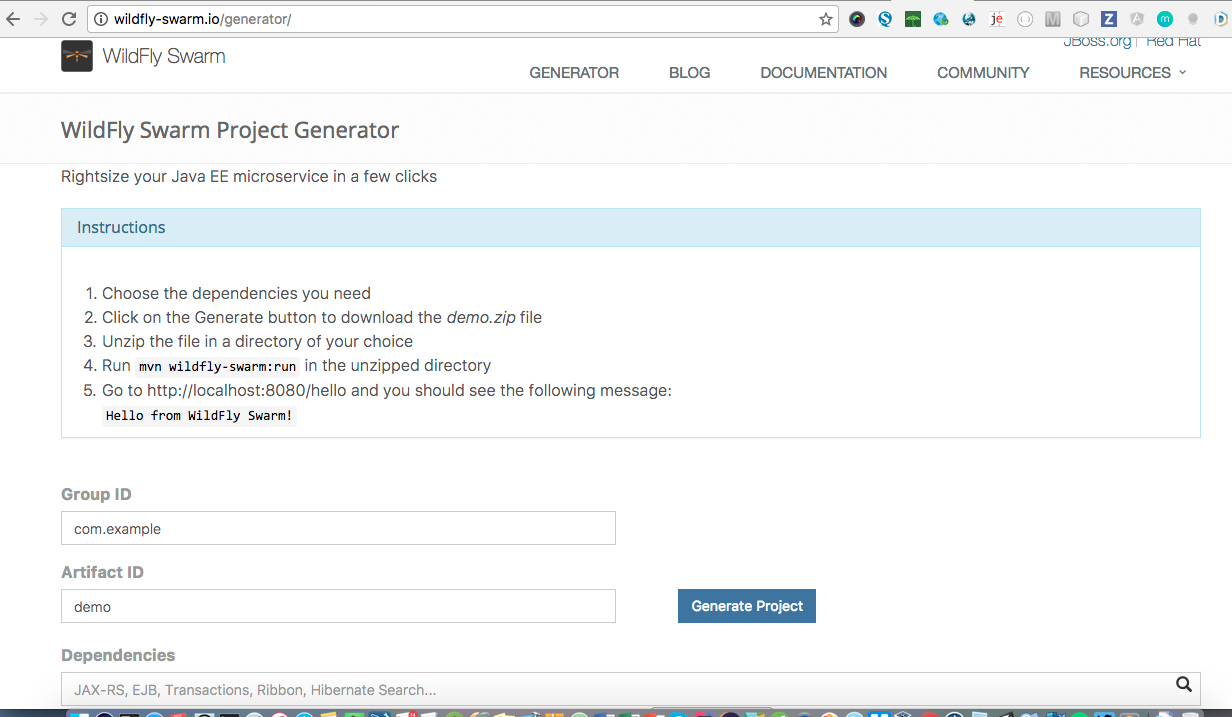 wildfly-swarm.io/generator/
WildFly Swarm
JBoss.org | Red Hat
GENERATOR BLOG DOCUMENTATION COMMUNITY RESOURCES
WildFly Swarm Project Generator
Rightsize your Java EE microservice in a few clicks
Instructions
1. Choose the dependencies you need
2. Click on the Generate button to download the demo.zip file
3. Unzip the file in a directory of your choice
4. Run mvn wildfly-swarm:run in the unzipped directory
5. Go to http://localhost:8080/hello and you should see the following message:
Hello from WildFly Swarm!
Group ID
com.example
Artifact ID
demo
Generate Project
Dependencies
JAX-RS, EJB, Transactions, Ribbon, Hibernate Search...